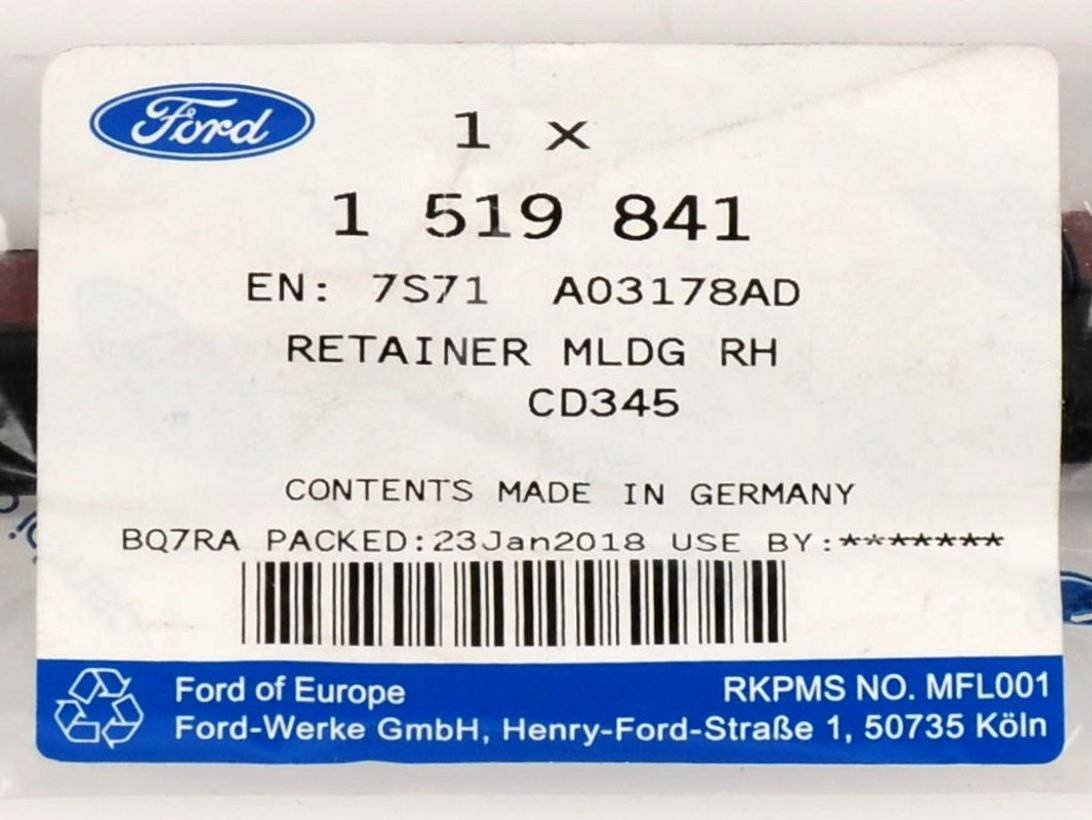 Ford
1 x
1 519 841
EN: 7S71 A03178AD
RETAINER MLDG RH
CD345
CONTENTS MADE IN GERMANY
BQ7RA PACKED:23Jan2018 USE BY:*******
Ford of Europe
RKPMS NO. MFL001
Ford-Werke GmbH, Henry-Ford-Straße 1, 50735 Köln